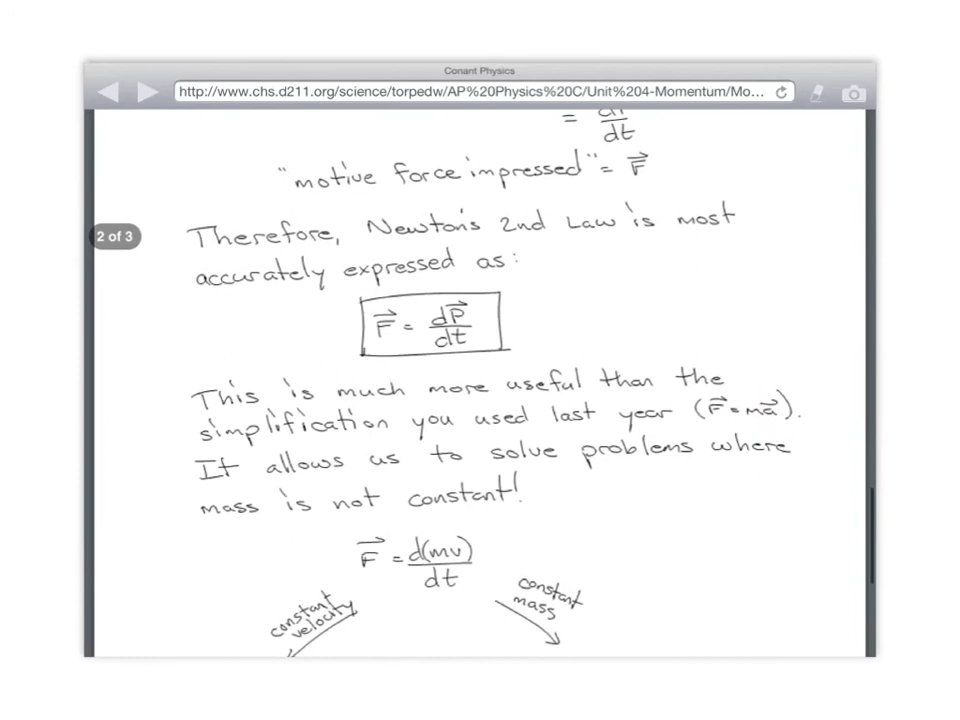 Conant Physics
http://www.chs.d211.org/science/torpedw/AP%20Physics%20C/Unit%204-Momentum/Mo...
= dt
"motive force impressed" = F⃗
2 of 3
Therefore, Newton's 2nd Law is most
accurately expressed as:
F⃗ = dP⃗/dt
This is much more useful than the
simplification you used last year (F⃗=ma⃗).
It allows us to solve problems where
mass is not constant!
F⃗ = d(mv)/dt
constant velocity
constant mass